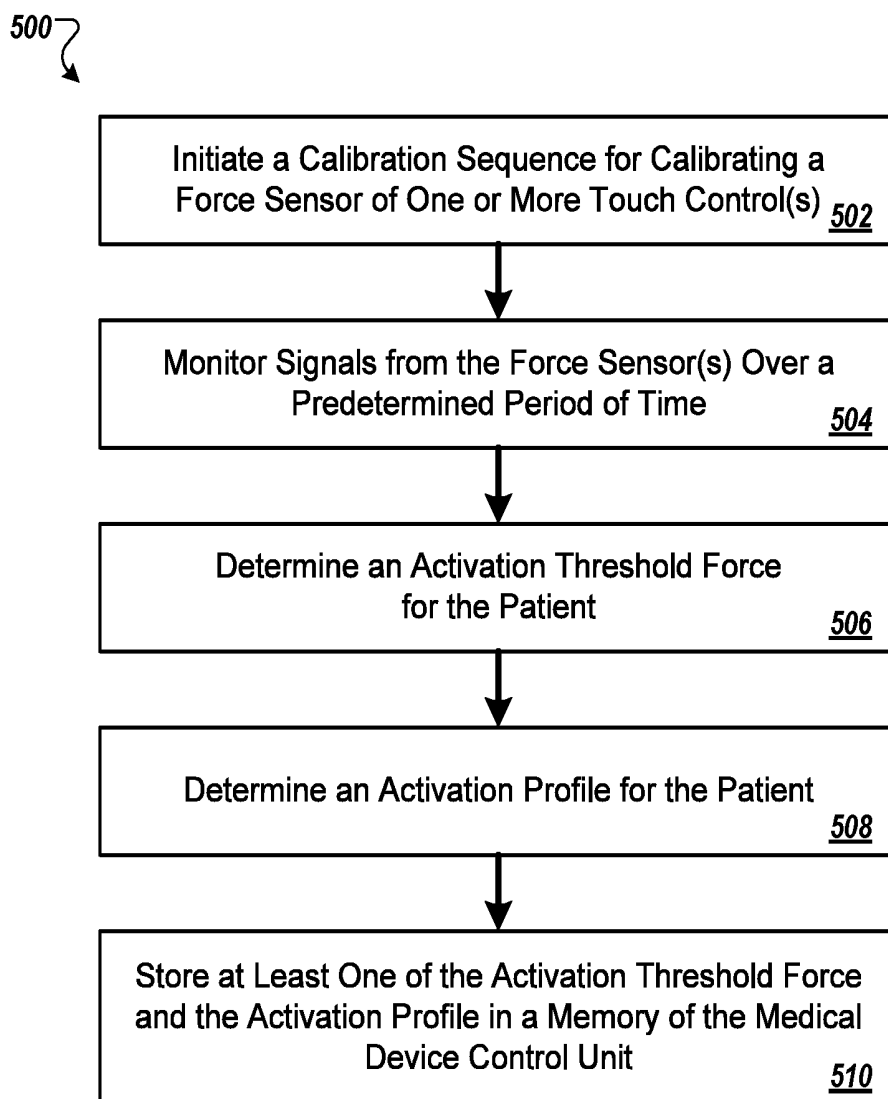 500
Initiate a Calibration Sequence for Calibrating a
Force Sensor of One or More Touch Control(s)
502
Monitor Signals from the Force Sensor(s) Over a
Predetermined Period of Time
504
Determine an Activation Threshold Force
for the Patient
506
Determine an Activation Profile for the Patient
508
Store at Least One of the Activation Threshold Force
and the Activation Profile in a Memory of the Medical
Device Control Unit
510